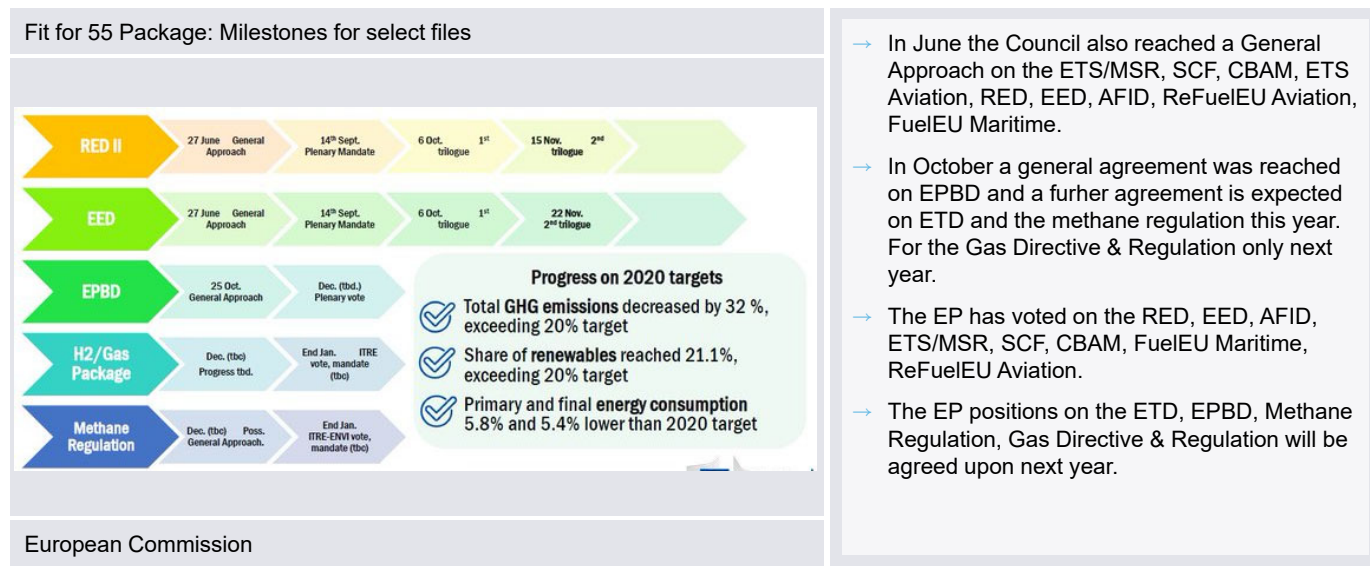 Fit for 55 Package: Milestones for select files
RED II
27 June General
Approach
14th Sept.
Plenary Mandate
6 Oct. 1st
trilogue
15 Nov. 2nd
trilogue
EED
27 June General
Approach
14th Sept.
Plenary Mandate
6 Oct. 1st
trilogue
22 Nov.
2nd trilogue
EPBD
25 Oct.
General Approach
Dec. (tbd.)
Plenary vote
H2/Gas
Package
Dec. (tbc)
Progress tbd.
End Jan. ITRE
vote, mandate
(tbc)
Methane
Regulation
Dec. (tbc) Poss.
General Approach.
End Jan.
ITRE-ENVI vote,
mandate (tbc)
Progress on 2020 targets
Total GHG emissions decreased by 32 %,
exceeding 20% target
Share of renewables reached 21.1%,
exceeding 20% target
Primary and final energy consumption
5.8% and 5.4% lower than 2020 target
European Commission
→ In June the Council also reached a General
Approach on the ETS/MSR, SCF, CBAM, ETS
Aviation, RED, EED, AFID, ReFuelEU Aviation,
FuelEU Maritime.
→ In October a general agreement was reached
on EPBD and a furher agreement is expected
on ETD and the methane regulation this year.
For the Gas Directive & Regulation only next
year.
→ The EP has voted on the RED, EED, AFID,
ETS/MSR, SCF, CBAM, FuelEU Maritime,
ReFuelEU Aviation.
→ The EP positions on the ETD, EPBD, Methane
Regulation, Gas Directive & Regulation will be
agreed upon next year.